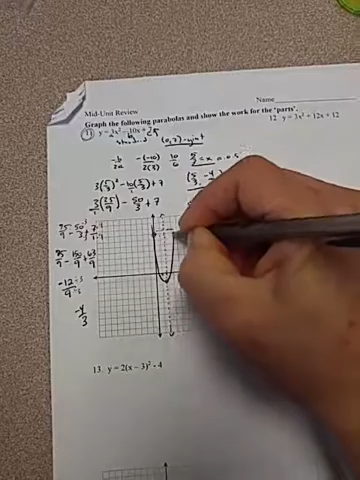 Name
Mid-Unit Review
Graph the following parabolas and show the work for the 'parts'.
11) y = 3x² - 10x +
12 y = 3x² + 12x + 12
-b/2a -(-10)/2(3) 10/6 5/3 = x a.o.s
3(5/3)² - 10(5/3) + 7
3(25/9) - 50/3 + 7
75/9 - 50/3 + 7
75/9 - 150/9 + 63/9
-12/9
-4/3
13. y = 2(x - 3)² - 4